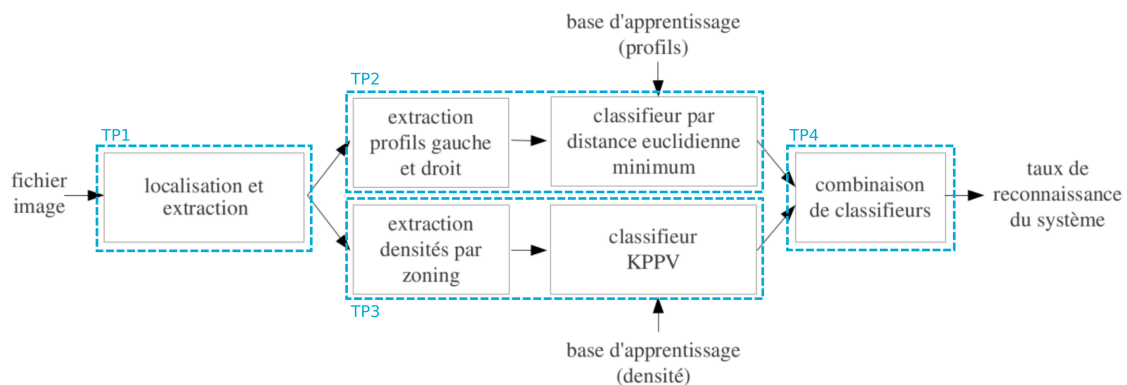 base d'apprentissage
(profils)
TP2
extraction
profils gauche
et droit
classifieur par
distance euclidienne
minimum
TP1
TP4
fichier
image
localisation et
extraction
combinaison
de classifieurs
taux de
reconnaissance
du système
extraction
densités par
zoning
classifieur
KPPV
TP3
base d'apprentissage
(densité)